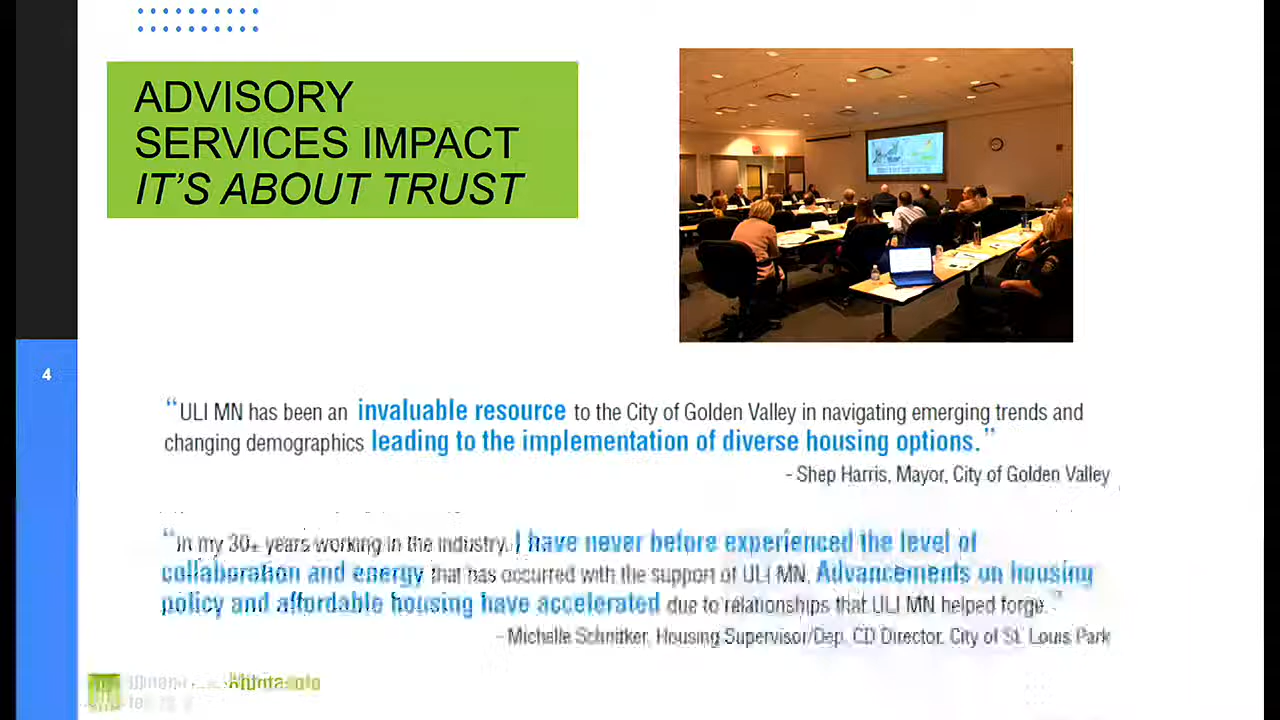 ADVISORY
SERVICES IMPACT
IT'S ABOUT TRUST
4
“ULI MN has been an invaluable resource to the City of Golden Valley in navigating emerging trends and
changing demographics leading to the implementation of diverse housing options.”
- Shep Harris, Mayor, City of Golden Valley
“In my 30+ years working in the industry, I have never before experienced the level of
collaboration and energy that has occurred with the support of ULI MN. Advancements on housing
policy and affordable housing have accelerated due to relationships that ULI MN helped forge.”
- Michelle Schnitker, Housing Supervisor/Dep. CD Director, City of St. Louis Park
Minnesota